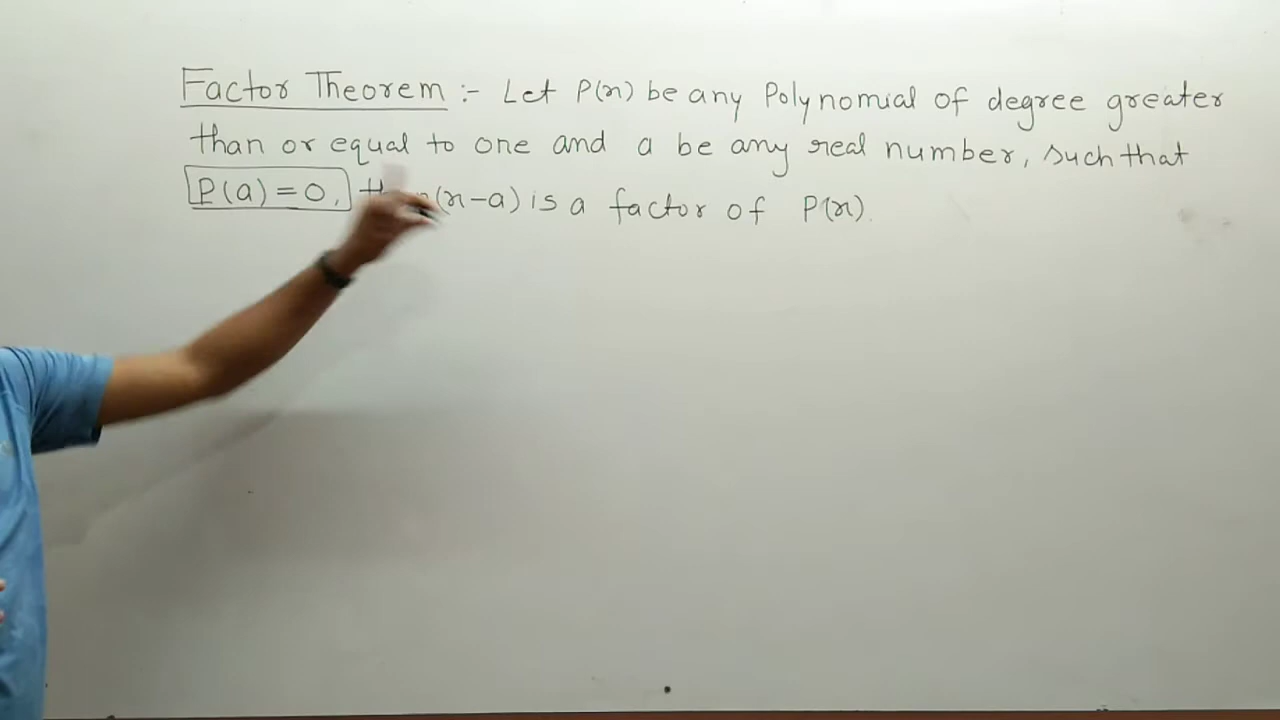 Factor Theorem :- Let P(x) be any Polynomial of degree greater
than or equal to one and a be any real number, such that
P(a) = 0, (x-a) is a factor of P(x).